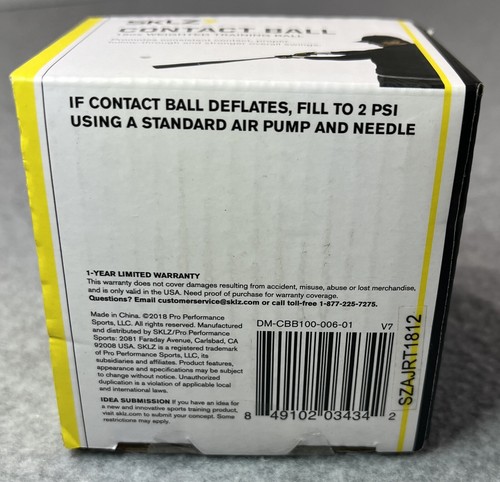 SKLZ
CONTACT BALL
IF CONTACT BALL DEFLATES, FILL TO 2 PSI
USING A STANDARD AIR PUMP AND NEEDLE
1-YEAR LIMITED WARRANTY
This warranty does not cover damages resulting from accident, misuse, abuse or lost merchandise,
and is only valid in the USA. Need proof of purchase for warranty coverage.
Questions? Email customerservice@sklz.com or call toll-free 1-877-225-7275.
Made in China. ©2018 Pro Performance
Sports, LLC. All rights reserved. Manufactured
and distributed by SKLZ/Pro Performance
Sports: 2081 Faraday Avenue, Carlsbad, CA
92008 USA. SKLZ is a registered trademark
of Pro Performance Sports, LLC, its
subsidiaries and affiliates. Product features,
appearance and specifications may be subject
to change without notice. Unauthorized
duplication is a violation of applicable local
and international laws.
IDEA SUBMISSION If you have an idea for
a new and innovative sports training product,
visit sklz.com to submit your concept. Some
restrictions may apply.
DM-CBB100-006-01 V7
8 49102 03434 2
SZAJRT1812